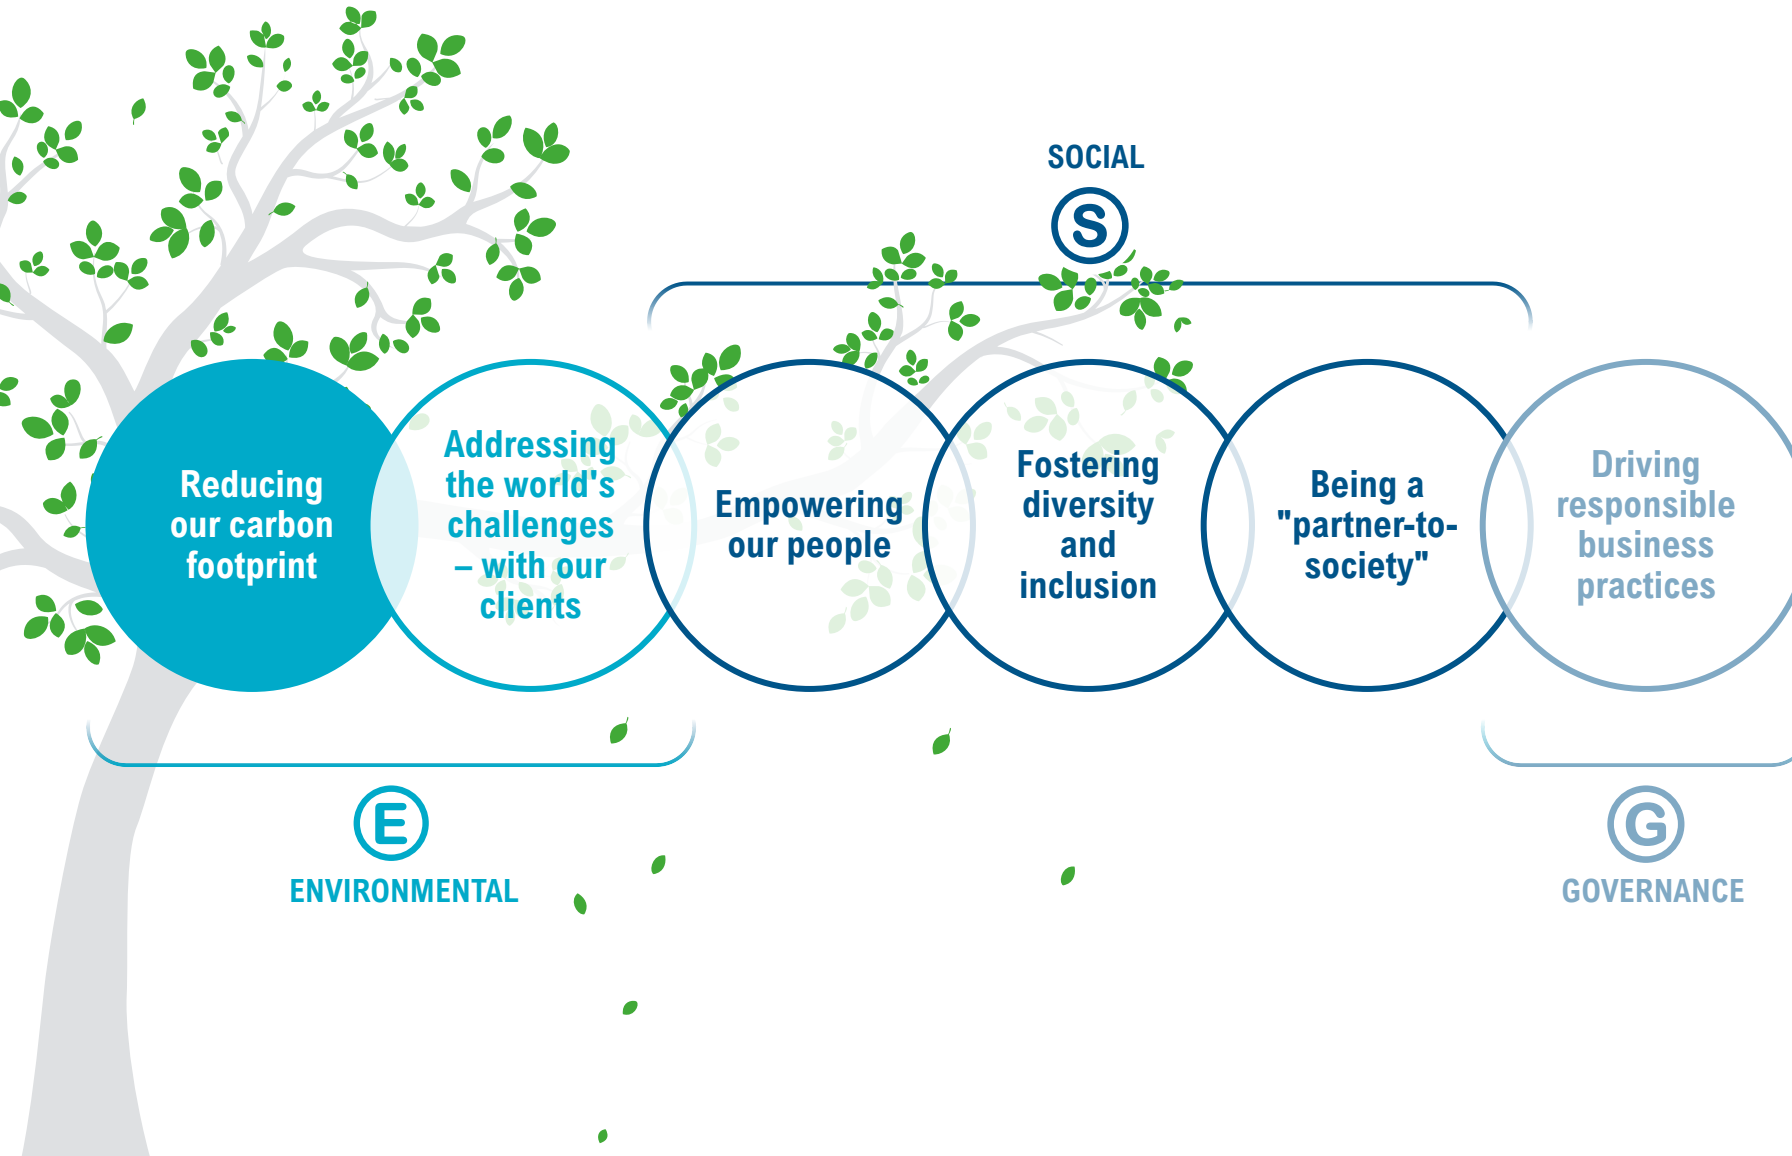 SOCIAL
S
Reducing
our carbon
footprint
Addressing
the world's
challenges
– with our
clients
Empowering
our people
Fostering
diversity
and
inclusion
Being a
"partner-to-
society"
Driving
responsible
business
practices
E
ENVIRONMENTAL
G
GOVERNANCE